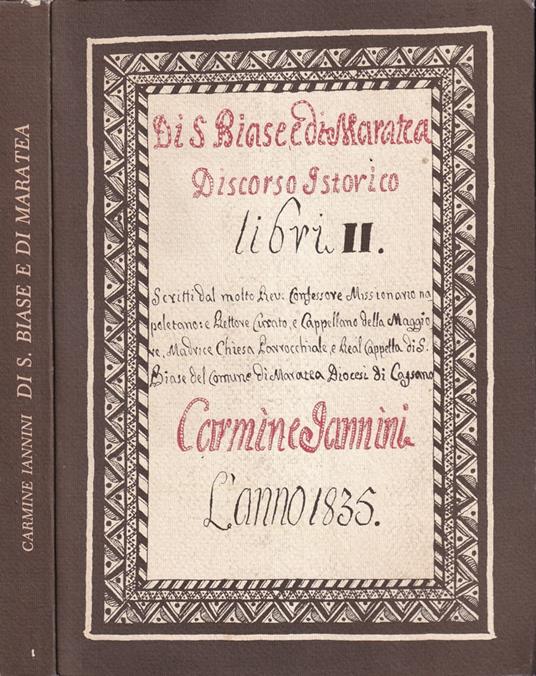 CARMINE IANNINI DI S. BIASE E DI MARATEA
1
Di S Biase, e di Maratea
Discorso Istorico
libri II.
Scritti dal molto Rev: Confessore Missionario na
poletano: e Rettore Curato, e Cappellano della Maggio
re, Madrice Chiesa Parrocchiale, e Real Cappella di S.
Biase del Comune di Maratea Diocesi di Cassano
Carmine Iannini
L'anno 1835.